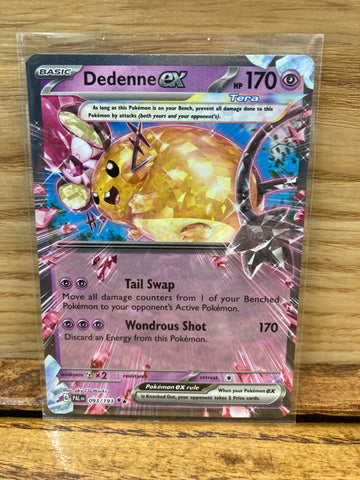 BASIC Dedenne ex HP 170
Tera
As long as this Pokémon is on your Bench, prevent all damage done to this
Pokémon by attacks (both yours and your opponent's).
Tail Swap
Move all damage counters from 1 of your Benched
Pokémon to your opponent's Active Pokémon.
Wondrous Shot 170
Discard an Energy from this Pokémon.
weakness ×2 resistance retreat
Illus.
Pokémon ex rule
PAL EN 093/193
When your Pokémon ex
is Knocked Out, your opponent takes 2 Prize cards.